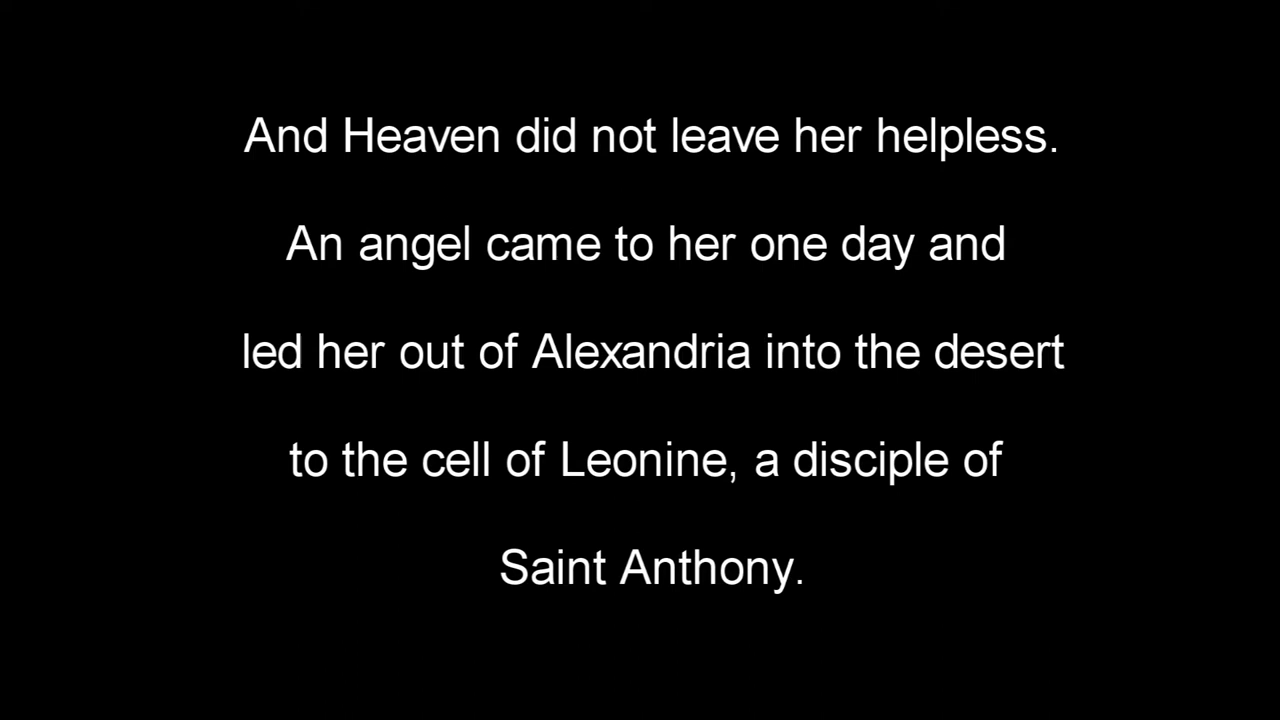 And Heaven did not leave her helpless.
An angel came to her one day and
led her out of Alexandria into the desert
to the cell of Leonine, a disciple of
Saint Anthony.